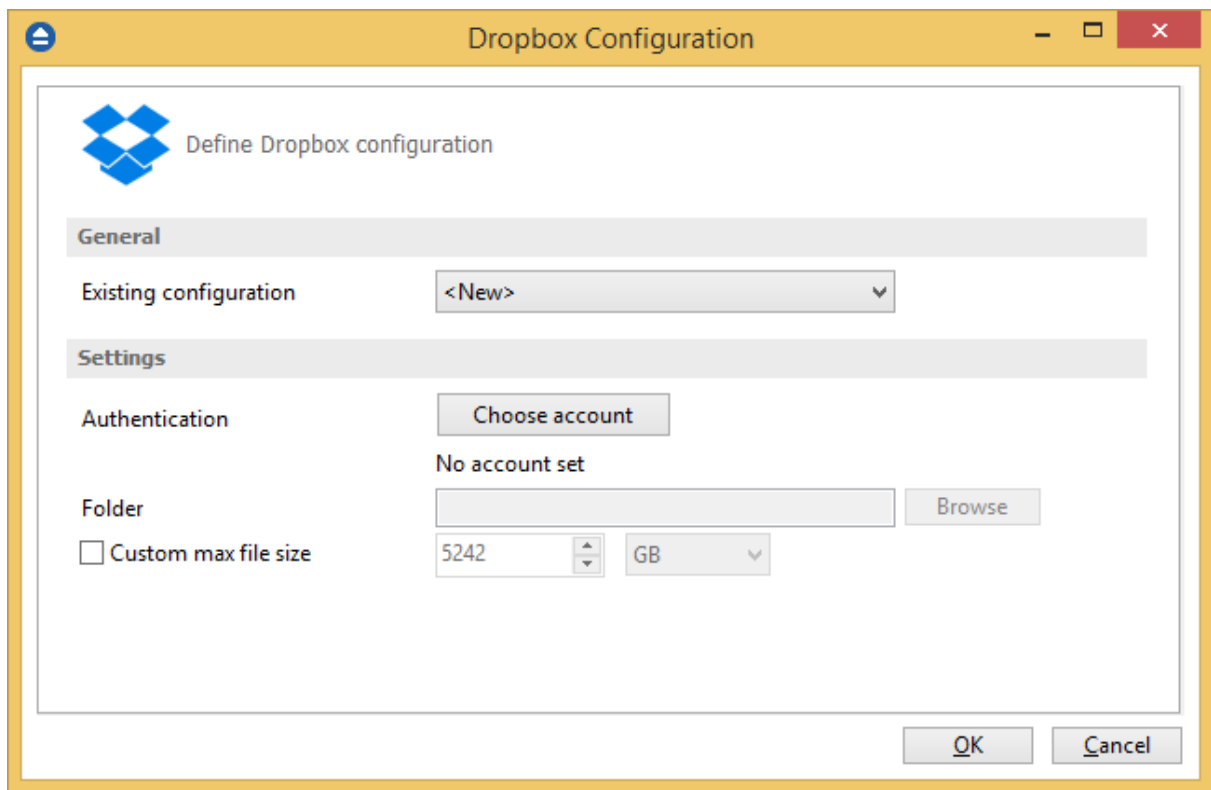 Dropbox Configuration
Define Dropbox configuration
General
Existing configuration <New>
Settings
Authentication Choose account
No account set
Folder Browse
Custom max file size 5242 GB
OK Cancel